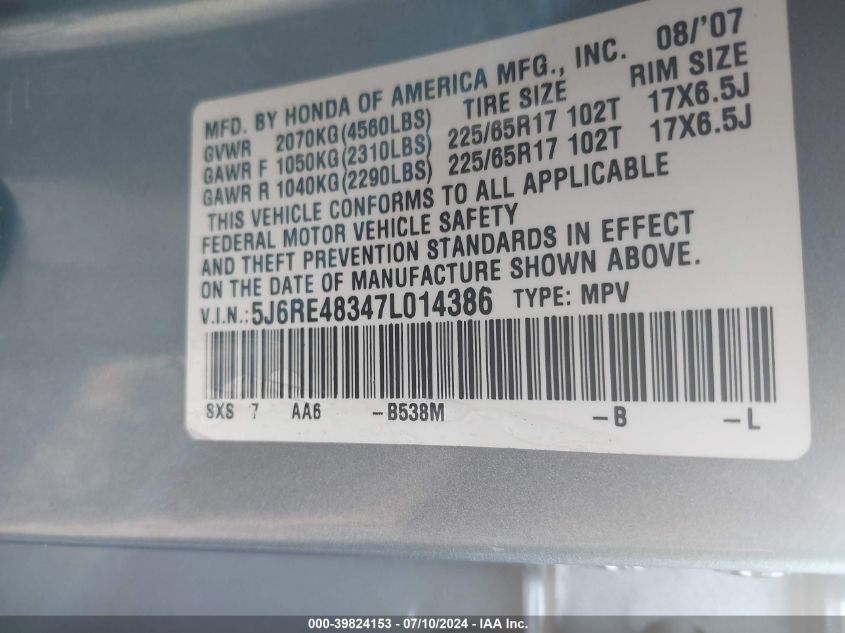 MFD. BY HONDA OF AMERICA MFG., INC. 08/'07
GVWR 2070KG(4560LBS) TIRE SIZE RIM SIZE
GAWR F 1050KG(2310LBS) 225/65R17 102T 17X6.5J
GAWR R 1040KG(2290LBS) 225/65R17 102T 17X6.5J
THIS VEHICLE CONFORMS TO ALL APPLICABLE
FEDERAL MOTOR VEHICLE SAFETY
AND THEFT PREVENTION STANDARDS IN EFFECT
ON THE DATE OF MANUFACTURE SHOWN ABOVE.
V.I.N.: 5J6RE48347L014386 TYPE: MPV
SXS 7 AA6 -B538M -B -L
000-39824153 - 07/10/2024 - IAA Inc.